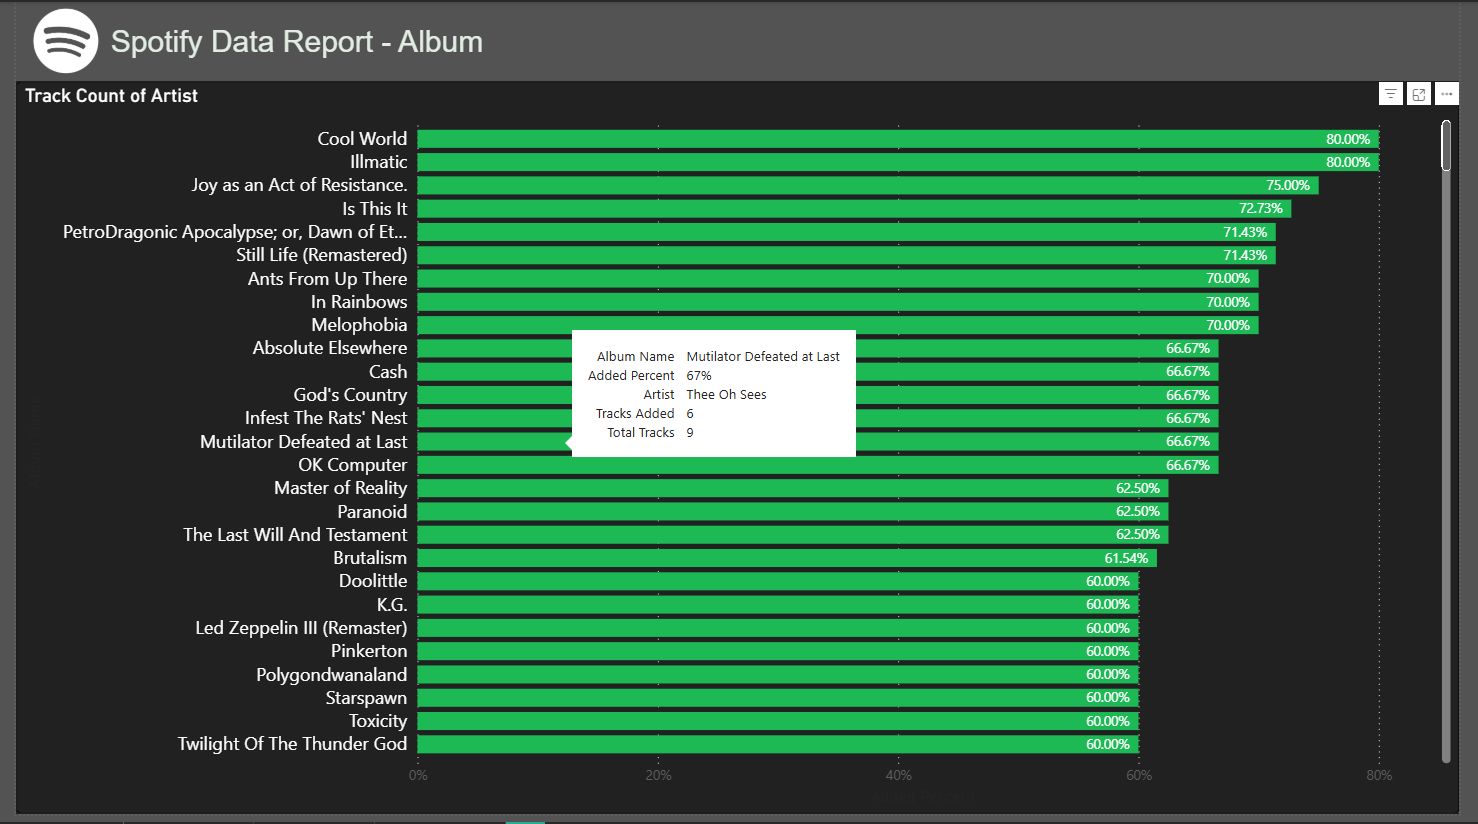 Spotify Data Report - Album
Track Count of Artist
Cool World 80.00%
Illmatic 80.00%
Joy as an Act of Resistance. 75.00%
Is This It 72.73%
PetroDragonic Apocalypse; or, Dawn of Et... 71.43%
Still Life (Remastered) 71.43%
Ants From Up There 70.00%
In Rainbows 70.00%
Melophobia 70.00%
Absolute Elsewhere 66.67%
Cash 66.67%
God's Country 66.67%
Infest The Rats' Nest 66.67%
Mutilator Defeated at Last 66.67%
OK Computer 66.67%
Master of Reality 62.50%
Paranoid 62.50%
The Last Will And Testament 62.50%
Brutalism 61.54%
Doolittle 60.00%
K.G. 60.00%
Led Zeppelin III (Remaster) 60.00%
Pinkerton 60.00%
Polygondwanaland 60.00%
Starspawn 60.00%
Toxicity 60.00%
Twilight Of The Thunder God 60.00%
0% 20% 40% 60% 80%
Album Name Mutilator Defeated at Last
Added Percent 67%
Artist Thee Oh Sees
Tracks Added 6
Total Tracks 9